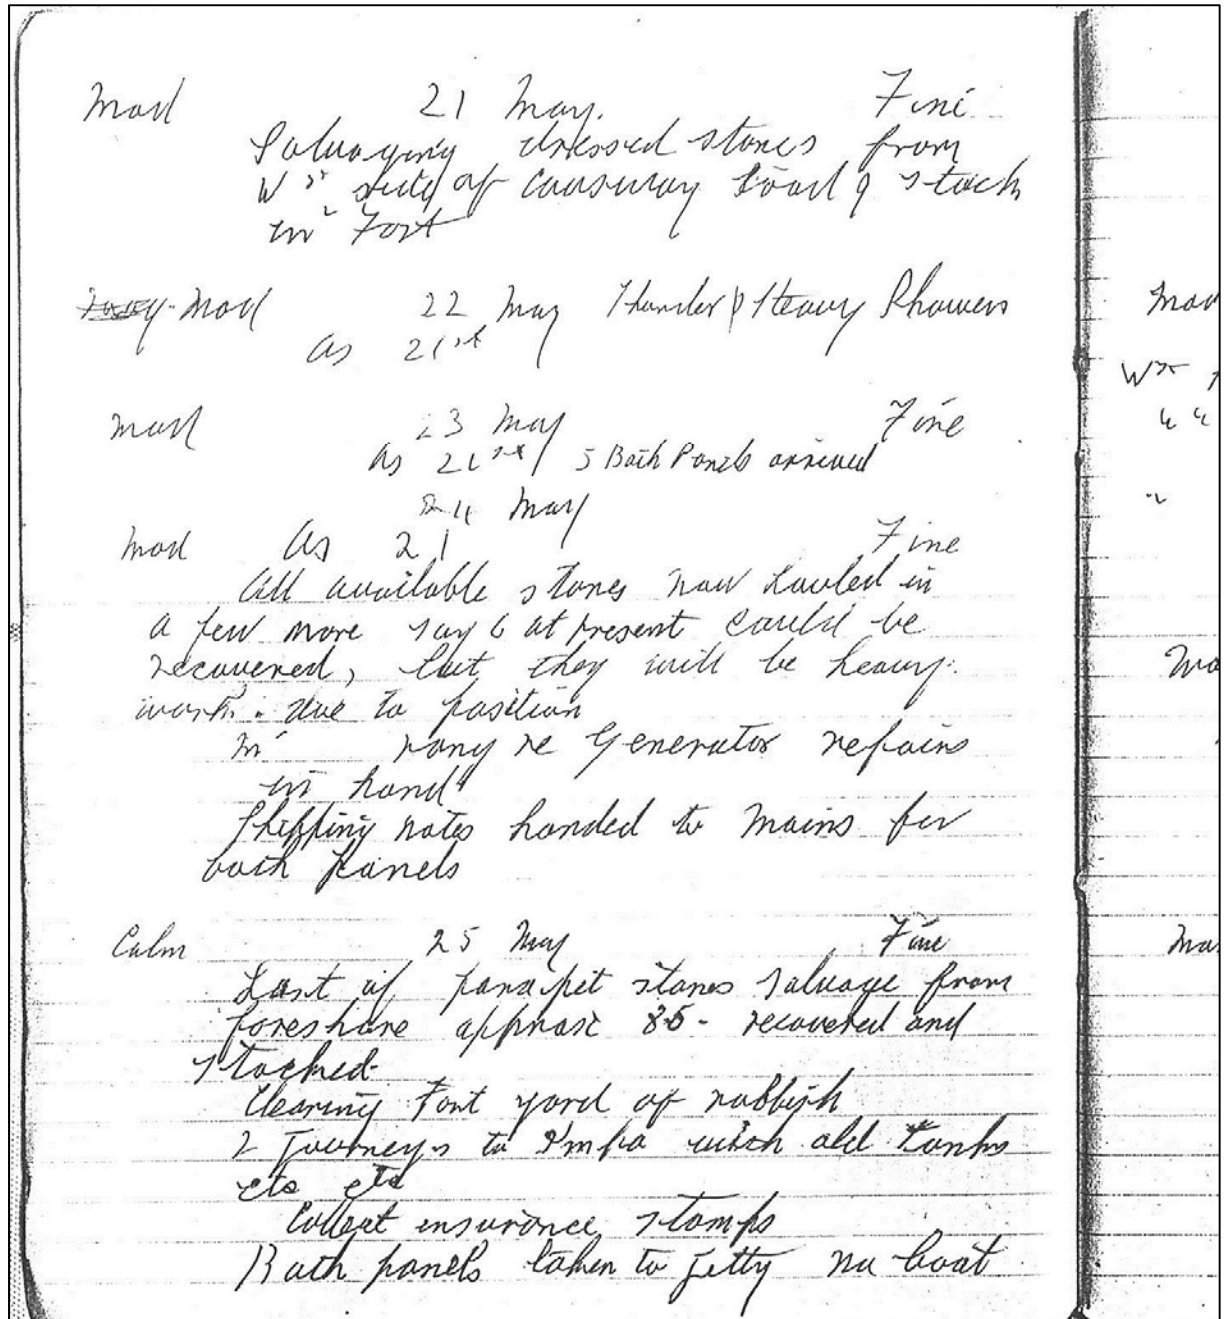 Mod 21 May. Fine
Salvaging dressed stones from
Wst side of Causeway Road & stack
in Fort
Mod 22 May Thunder & Heavy Showers
As 21st
Mod 23 May Fine
As 21st 5 Bath Panels arrived
24 May
Mod As 21 Fine
All available stones now hauled in
a few more say 6 at present could be
recovered, but they will be heavy
work. due to position
Mr rang re Generator repairs
in hand
Shipping notes handed to Mains for
bath panels
Calm 25 May Fine
Last of parapet stones salvage from
foreshore approx 85 - recovered and
stacked.
Clearing Fort yard of rubbish
2 Journeys to with old tanks
etc etc
Collect insurance stamps
Bath panels taken to jetty no boat
Mod
Wst
" "
"